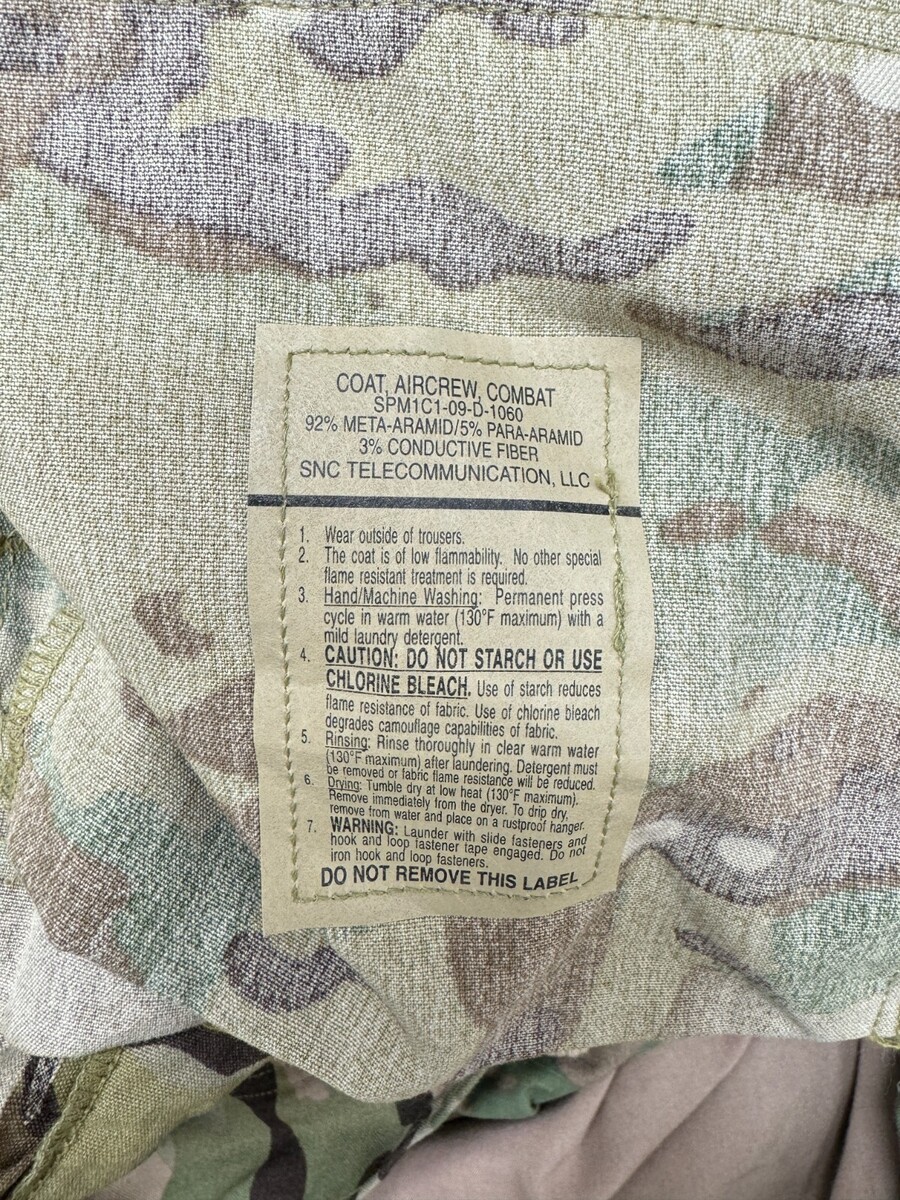 COAT, AIRCREW, COMBAT
SPM1C1-09-D-1060
92% META-ARAMID/5% PARA-ARAMID
3% CONDUCTIVE FIBER
SNC TELECOMMUNICATION, LLC
1. Wear outside of trousers.
2. The coat is of low flammability. No other special
flame resistant treatment is required.
3. Hand/Machine Washing: Permanent press
cycle in warm water (130°F maximum) with a
mild laundry detergent.
4. CAUTION: DO NOT STARCH OR USE
CHLORINE BLEACH. Use of starch reduces
flame resistance of fabric. Use of chlorine bleach
degrades camouflage capabilities of fabric.
5. Rinsing: Rinse thoroughly in clear warm water
(130°F maximum) after laundering. Detergent must
be removed or fabric flame resistance will be reduced.
6. Drying: Tumble dry at low heat (130°F maximum).
Remove immediately from the dryer. To drip dry,
remove from water and place on a rustproof hanger.
7. WARNING: Launder with slide fasteners and
hook and loop fastener tape engaged. Do not
iron hook and loop fasteners.
DO NOT REMOVE THIS LABEL